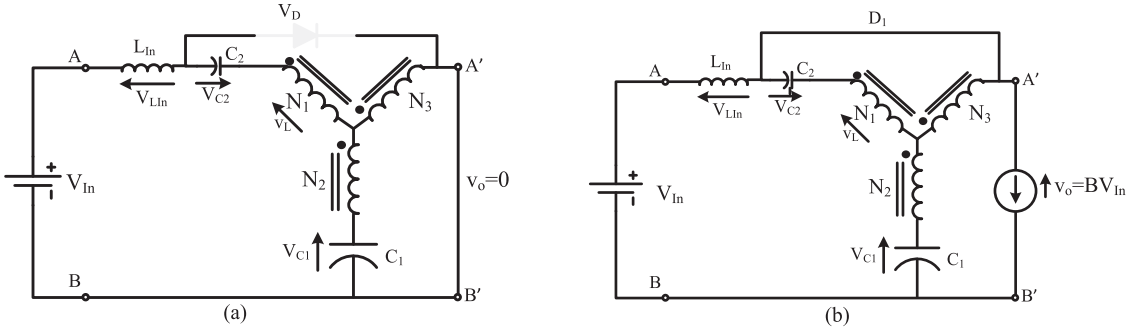 V_D
A
L_In
C_2
A′
V_LIn
V_C2
N_1
N_3
v_L
+
V_In
N_2
v_o=0
V_C1
C_1
B
B′
(a)
D_1
A
L_In
C_2
A′
V_LIn
V_C2
N_1
N_3
v_L
+
V_In
N_2
v_o=BV_In
V_C1
C_1
B
B′
(b)